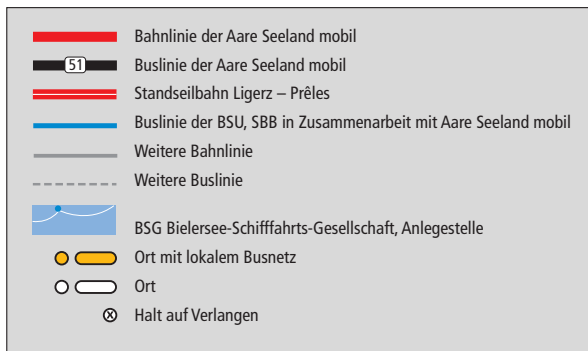 Bahnlinie der Aare Seeland mobil
51 Buslinie der Aare Seeland mobil
Standseilbahn Ligerz – Prêles
Buslinie der BSU, SBB in Zusammenarbeit mit Aare Seeland mobil
Weitere Bahnlinie
Weitere Buslinie
BSG Bielersee-Schifffahrts-Gesellschaft, Anlegestelle
Ort mit lokalem Busnetz
Ort
Halt auf Verlangen